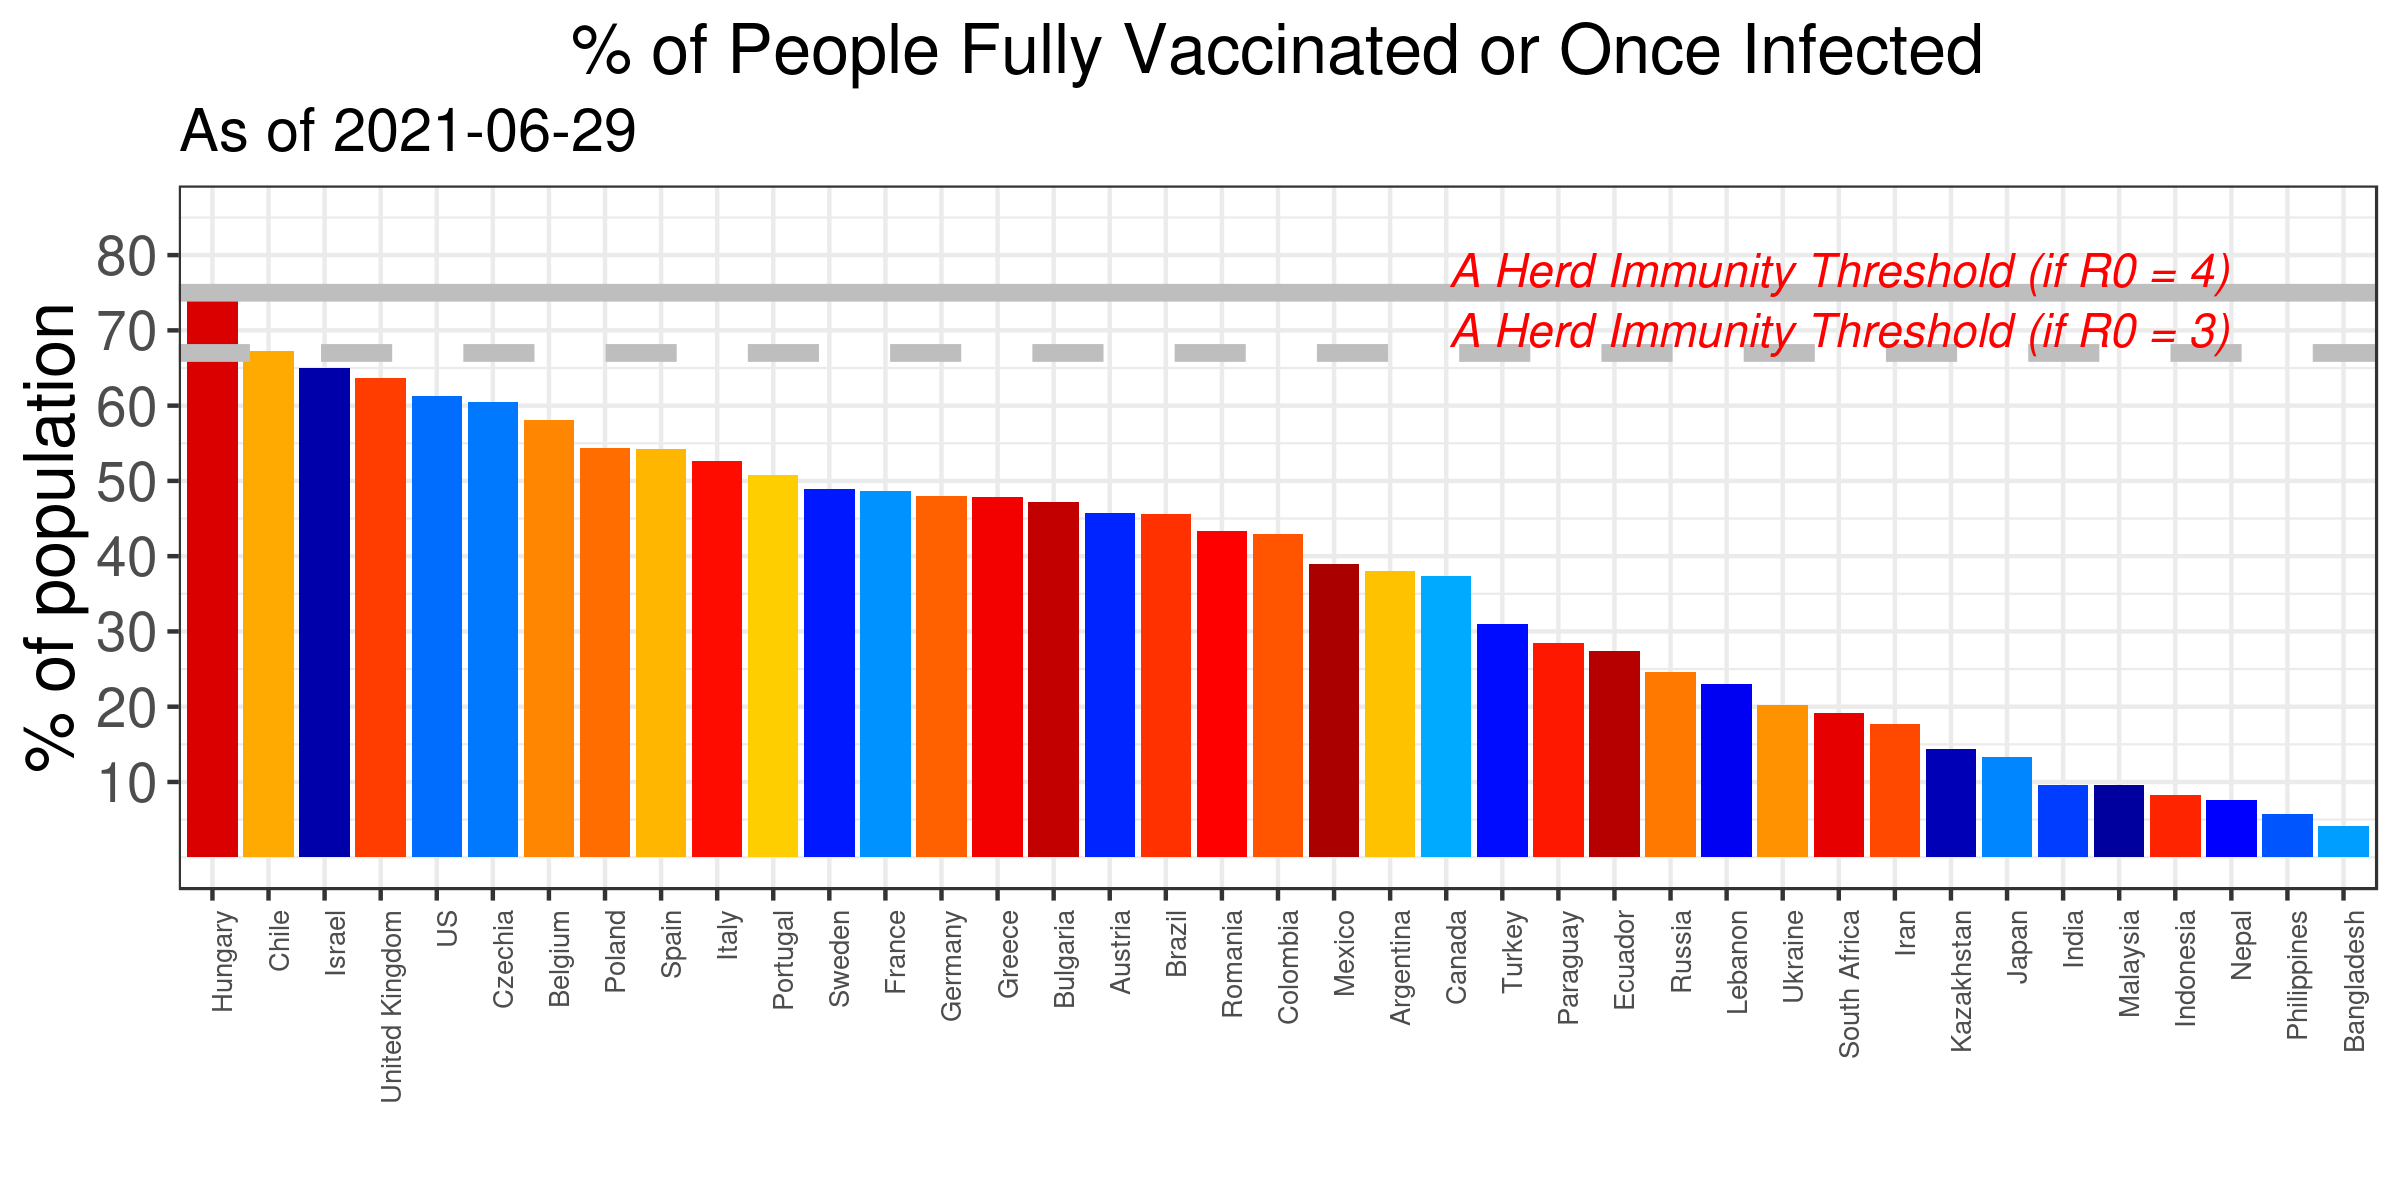 % of People Fully Vaccinated or Once Infected
As of 2021-06-29
% of population
80
70
60
50
40
30
20
10
A Herd Immunity Threshold (if R0 = 4)
A Herd Immunity Threshold (if R0 = 3)
Hungary
Chile
Israel
United Kingdom
US
Czechia
Belgium
Poland
Spain
Italy
Portugal
Sweden
France
Germany
Greece
Bulgaria
Austria
Brazil
Romania
Colombia
Mexico
Argentina
Canada
Turkey
Paraguay
Ecuador
Russia
Lebanon
Ukraine
South Africa
Iran
Kazakhstan
Japan
India
Malaysia
Indonesia
Nepal
Philippines
Bangladesh